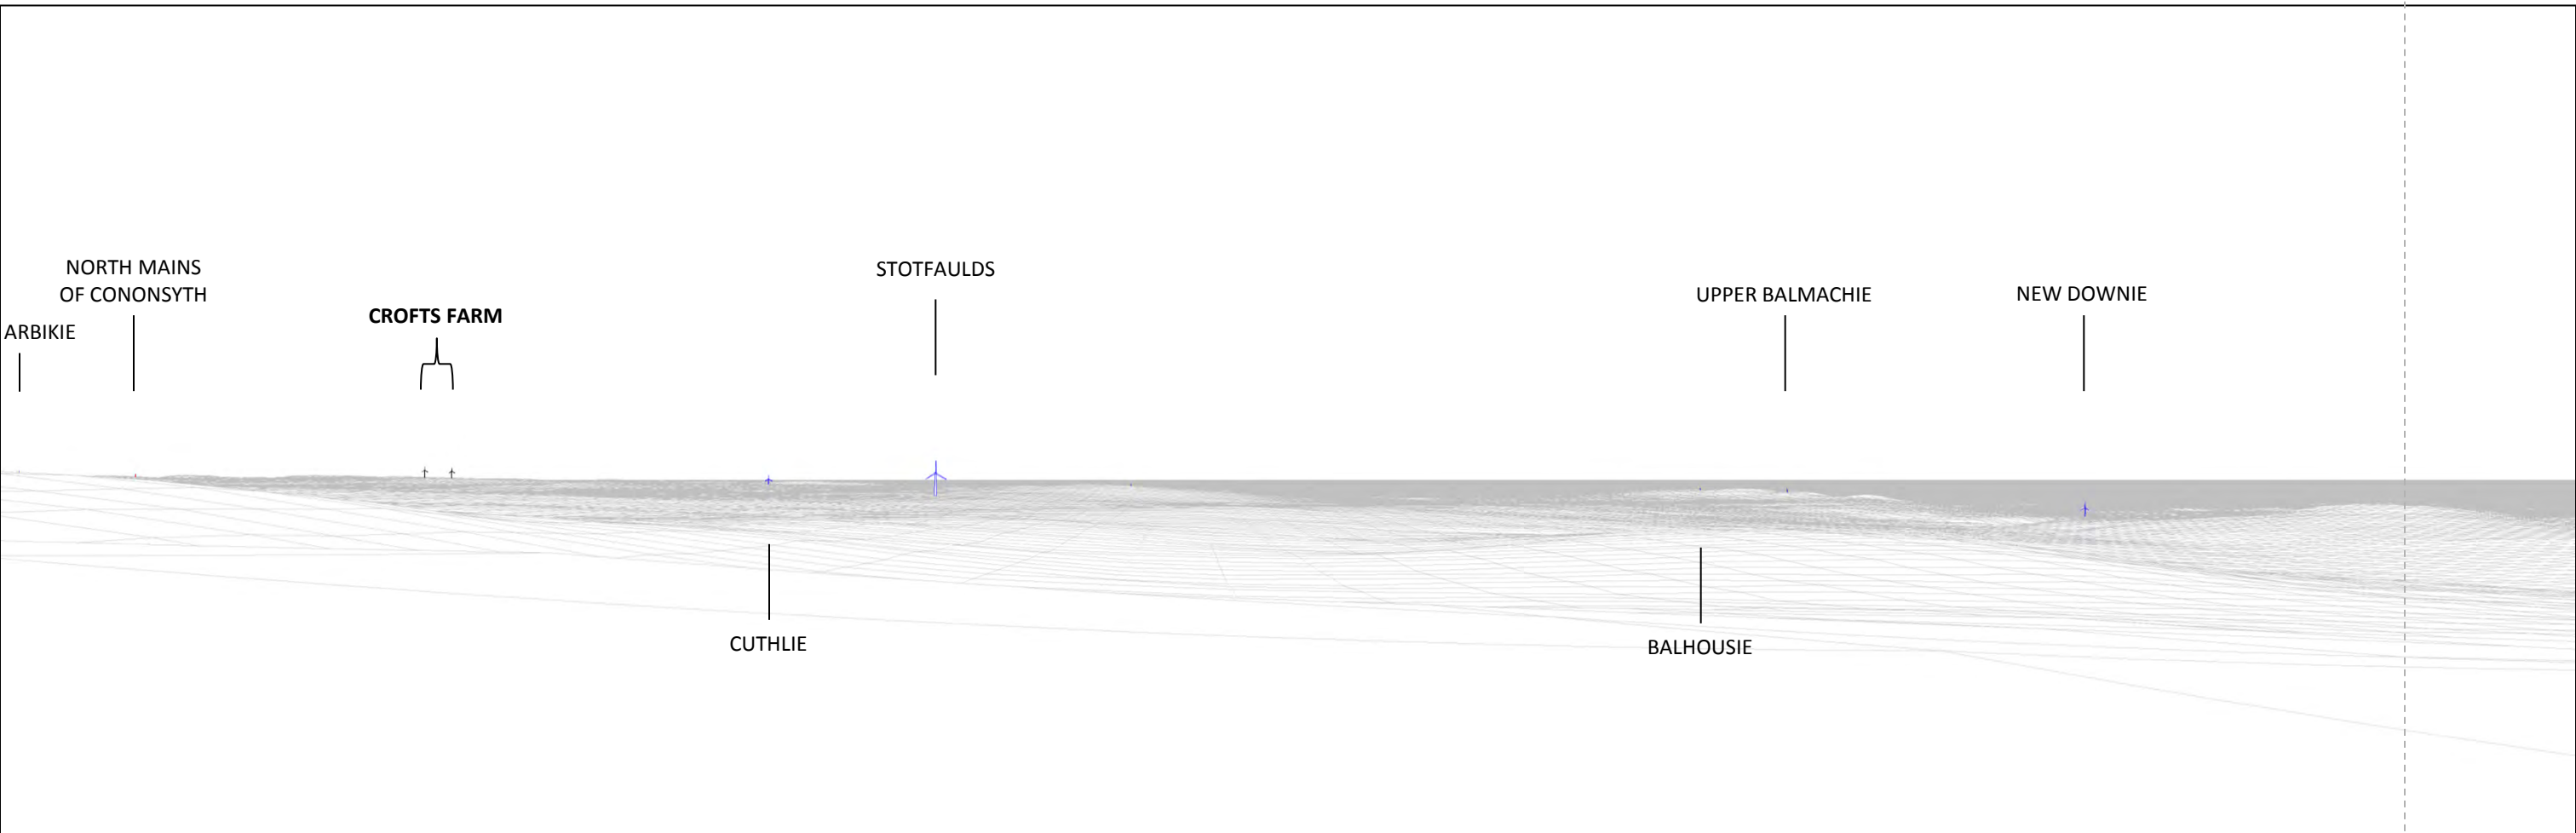 NORTH MAINS
OF CONONSYTH
ARBIKIE
CROFTS FARM
STOTFAULDS
UPPER BALMACHIE
NEW DOWNIE
CUTHLIE
BALHOUSIE